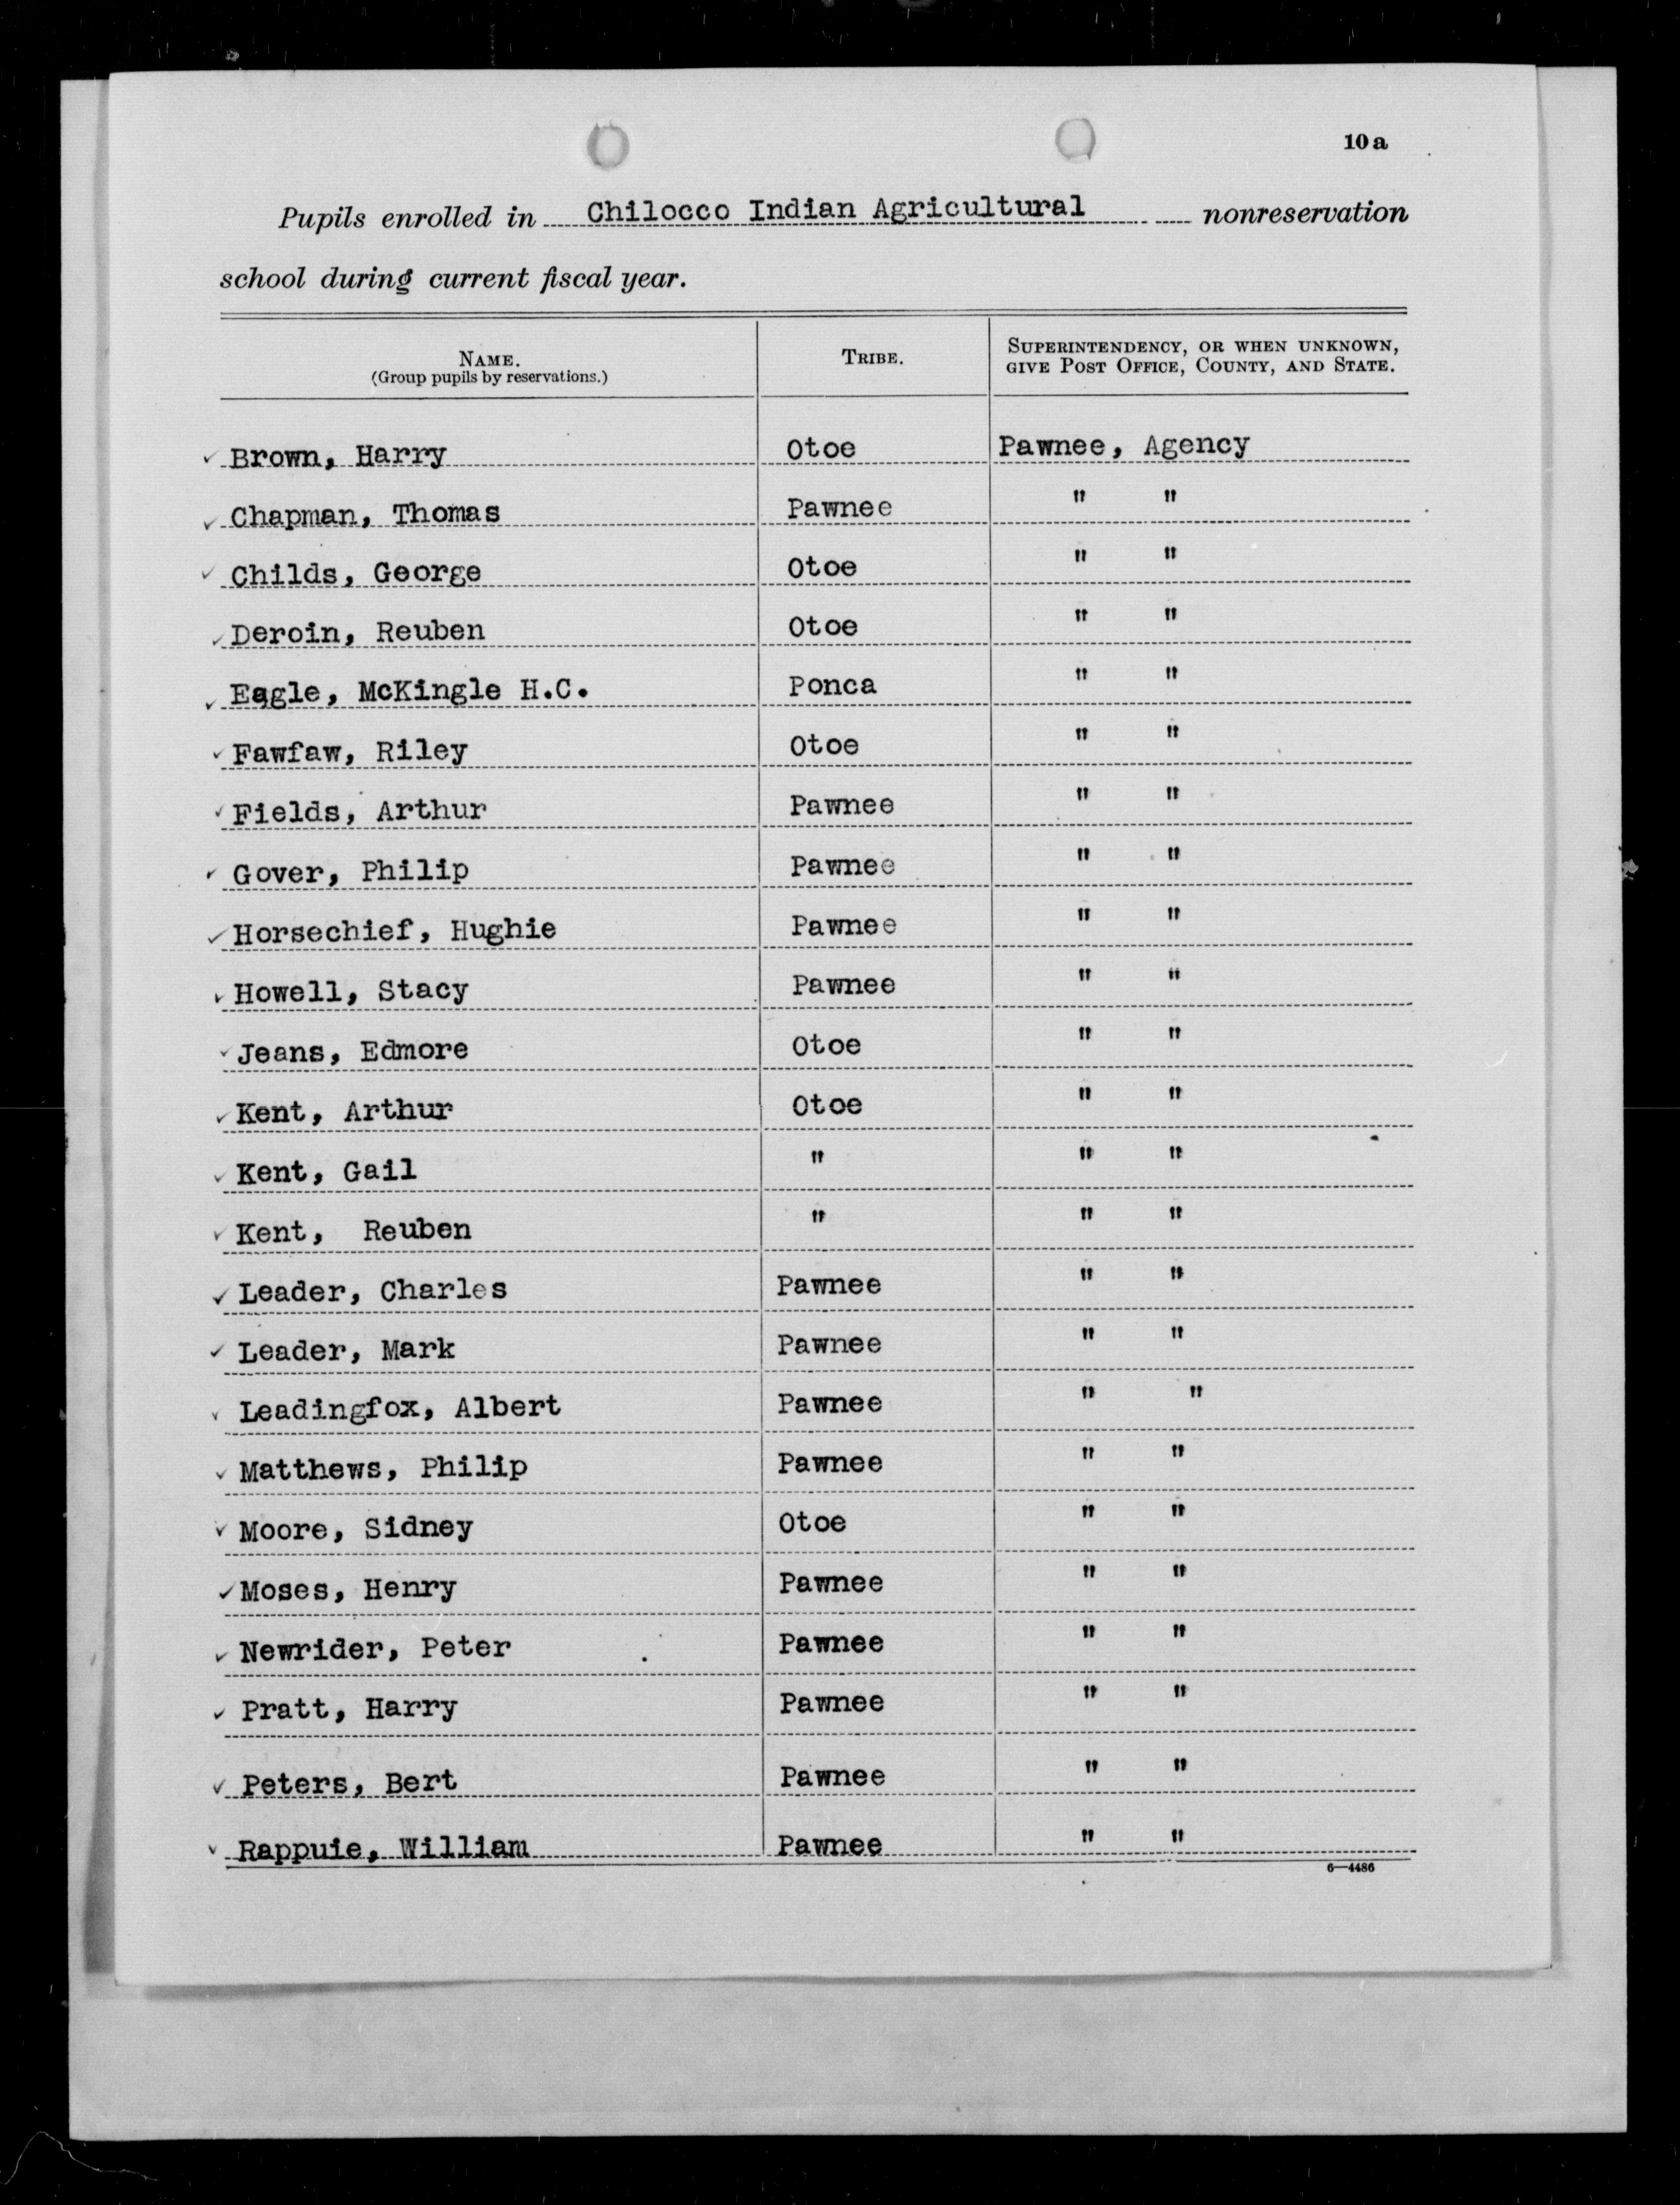 10 a
Pupils enrolled in Chilocco Indian Agricultural nonreservation
school during current fiscal year.
NAME. TRIBE. SUPERINTENDENCY, OR WHEN UNKNOWN,
(Group pupils by reservations.) GIVE POST OFFICE, COUNTY, AND STATE.
✓ Brown, Harry Otoe Pawnee, Agency
✓ Chapman, Thomas Pawnee " "
✓ Childs, George Otoe " "
✓ Deroin, Reuben Otoe " "
✓ Eagle, McKingle H.C. Ponca " "
✓ Fawfaw, Riley Otoe " "
✓ Fields, Arthur Pawnee " "
✓ Gover, Philip Pawnee " "
✓ Horsechief, Hughie Pawnee " "
✓ Howell, Stacy Pawnee " "
✓ Jeans, Edmore Otoe " "
✓ Kent, Arthur Otoe " "
✓ Kent, Gail " " "
✓ Kent, Reuben " " "
✓ Leader, Charles Pawnee " "
✓ Leader, Mark Pawnee " "
✓ Leadingfox, Albert Pawnee " "
✓ Matthews, Philip Pawnee " "
✓ Moore, Sidney Otoe " "
✓ Moses, Henry Pawnee " "
✓ Newrider, Peter Pawnee " "
✓ Pratt, Harry Pawnee " "
✓ Peters, Bert Pawnee " "
✓ Rappuie, William Pawnee " "
6—4486